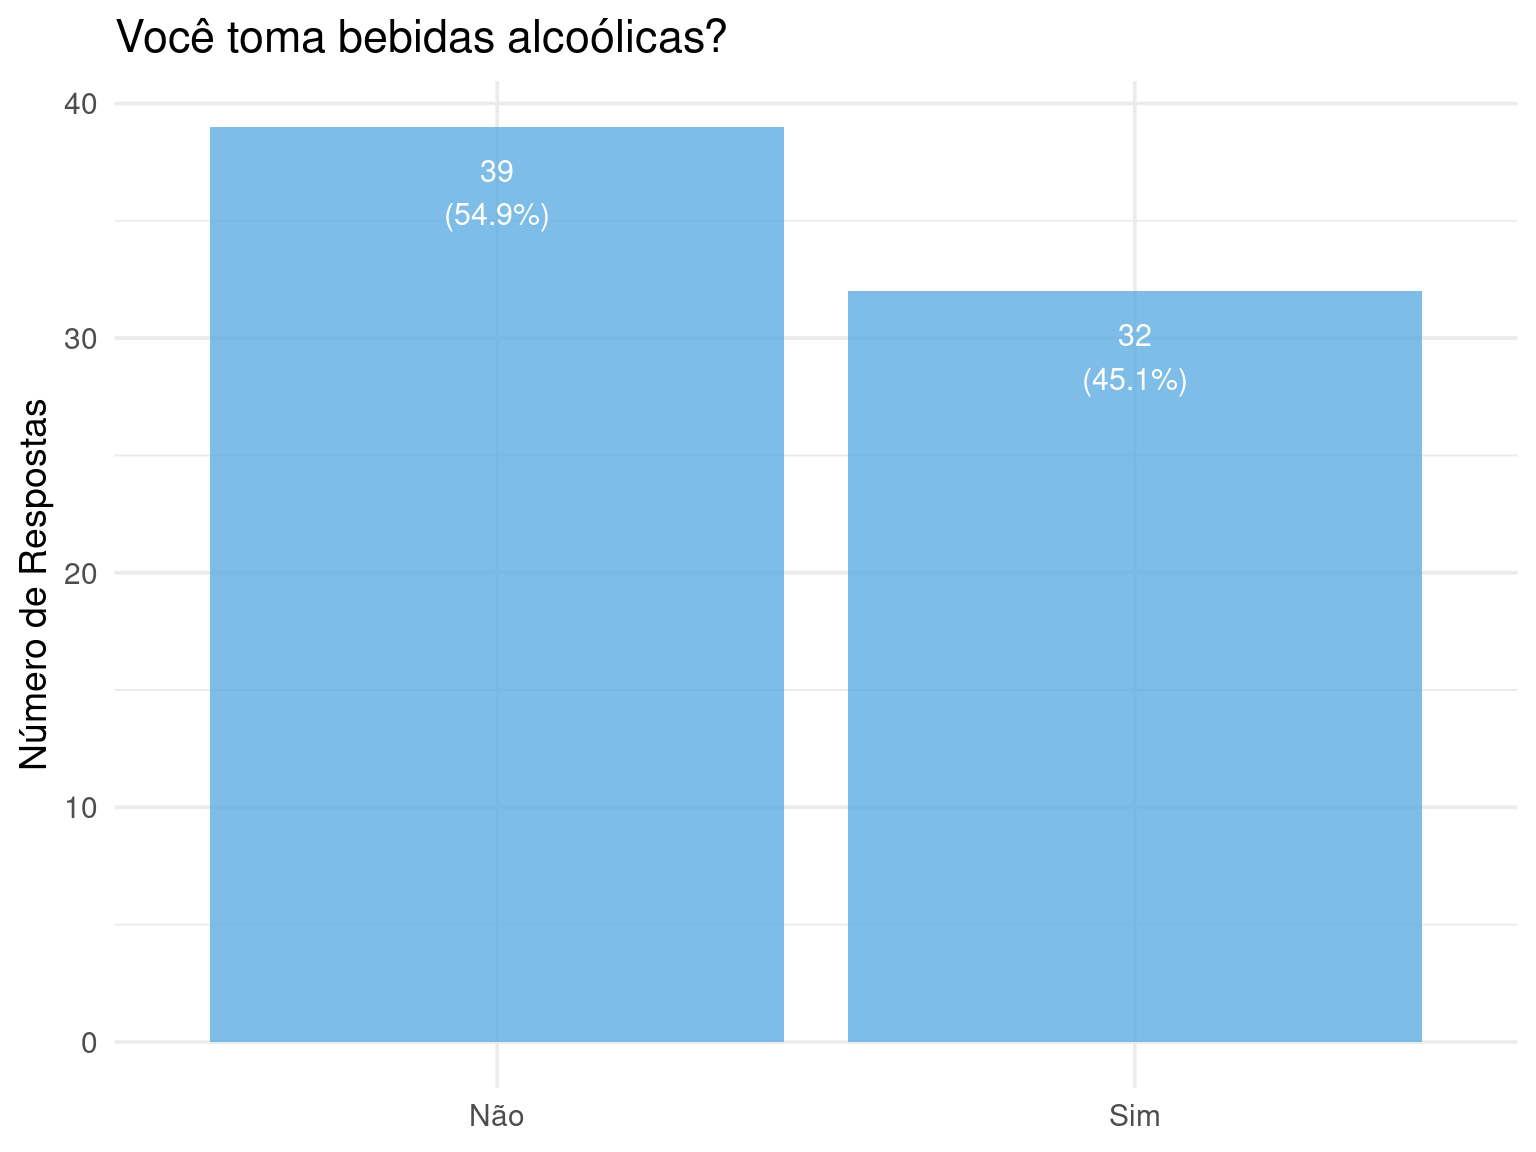 Você toma bebidas alcoólicas?
Número de Respostas
40
30
20
10
0
39
(54.9%)
32
(45.1%)
Não
Sim